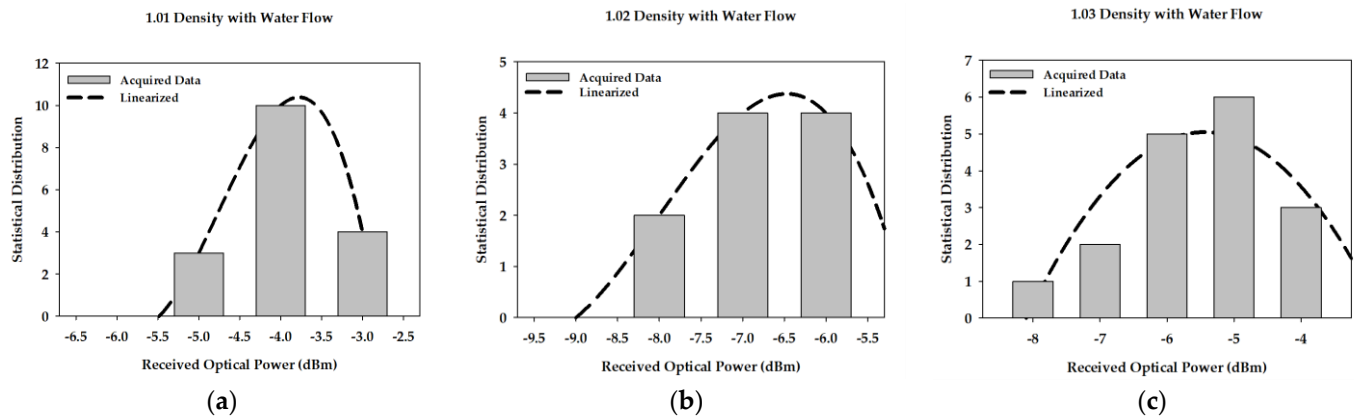 1.01 Density with Water Flow
12
10
8
6
4
2
0
Statistical Distribution
Acquired Data
Linearized
-6.5 -6.0 -5.5 -5.0 -4.5 -4.0 -3.5 -3.0 -2.5
Received Optical Power (dBm)
(a)
1.02 Density with Water Flow
5
4
3
2
1
0
Statistical Distribution
Acquired Data
Linearized
-9.5 -9.0 -8.5 -8.0 -7.5 -7.0 -6.5 -6.0 -5.5
Received Optical Power (dBm)
(b)
1.03 Density with Water Flow
7
6
5
4
3
2
1
0
Statistical Distribution
Acquired Data
Linearized
-8 -7 -6 -5 -4
Received Optical Power (dBm)
(c)